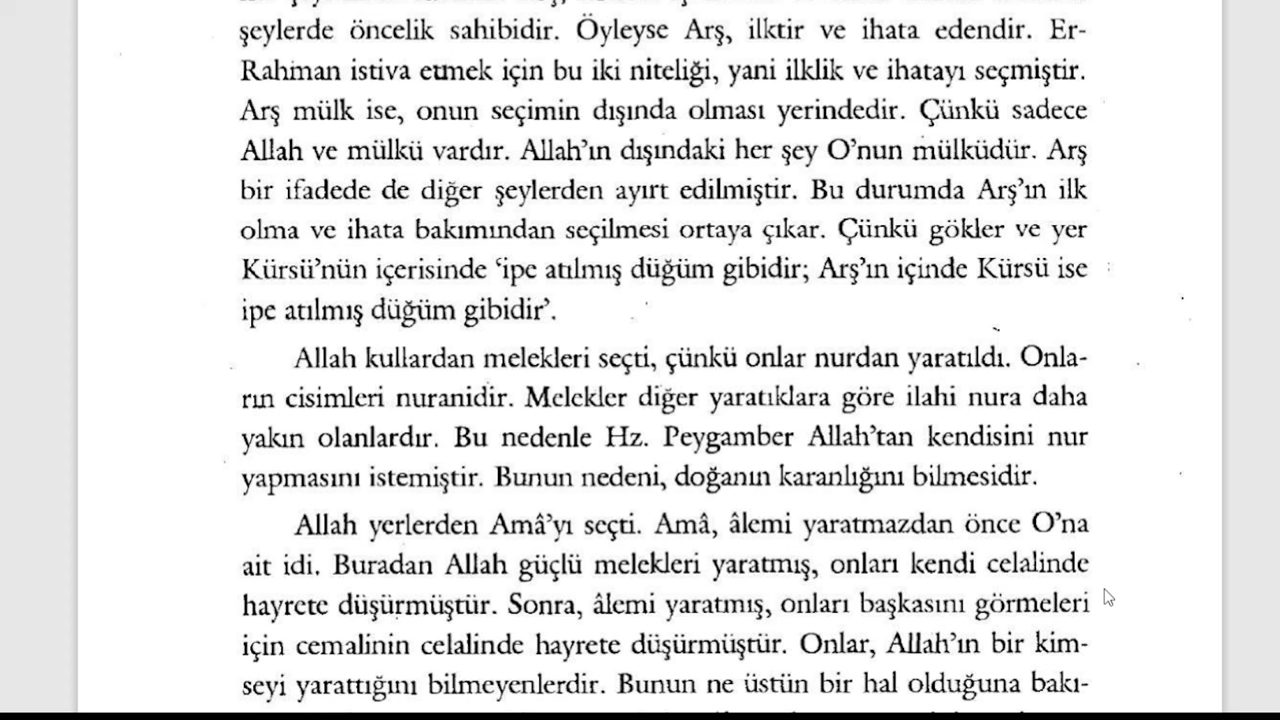 şeylerde öncelik sahibidir. Öyleyse Arş, ilktir ve ihata edendir. Er-
Rahman istiva etmek için bu iki niteliği, yani ilklik ve ihatayı seçmiştir.
Arş mülk ise, onun seçimin dışında olması yerindedir. Çünkü sadece
Allah ve mülkü vardır. Allah’ın dışındaki her şey O’nun mülküdür. Arş
bir ifadede de diğer şeylerden ayırt edilmiştir. Bu durumda Arş’ın ilk
olma ve ihata bakımından seçilmesi ortaya çıkar. Çünkü gökler ve yer
Kürsü’nün içerisinde ‘ipe atılmış düğüm gibidir; Arş’ın içinde Kürsü ise
ipe atılmış düğüm gibidir’.
Allah kullardan melekleri seçti, çünkü onlar nurdan yaratıldı. Onla-
rın cisimleri nuranidir. Melekler diğer yaratıklara göre ilahi nura daha
yakın olanlardır. Bu nedenle Hz. Peygamber Allah’tan kendisini nur
yapmasını istemiştir. Bunun nedeni, doğanın karanlığını bilmesidir.
Allah yerlerden Amâ’yı seçti. Amâ, âlemi yaratmazdan önce O’na
ait idi. Buradan Allah güçlü melekleri yaratmış, onları kendi celalinde
hayrete düşürmüştür. Sonra, âlemi yaratmış, onları başkasını görmeleri
için cemalinin celalinde hayrete düşürmüştür. Onlar, Allah’ın bir kim-
seyi yarattığını bilmeyenlerdir. Bunun ne üstün bir hal olduğuna bakı-